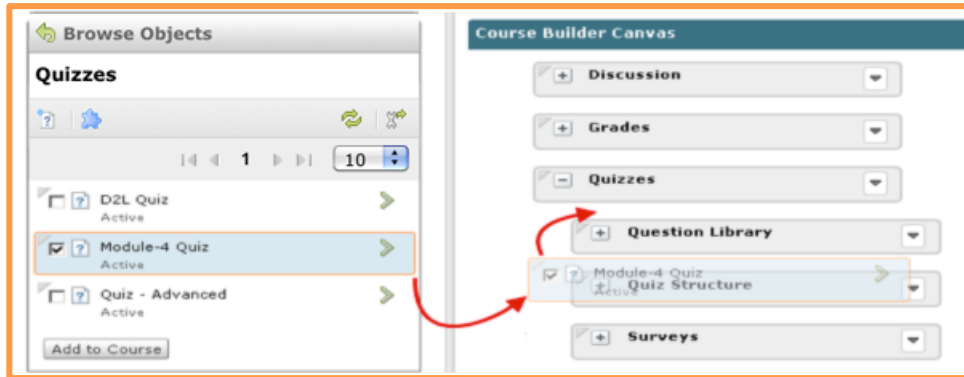 Browse Objects
Quizzes
1
10
D2L Quiz
Active
Module-4 Quiz
Active
Quiz - Advanced
Active
Add to Course
Course Builder Canvas
Discussion
Grades
Quizzes
Question Library
Module-4 Quiz
Active
Quiz Structure
Surveys